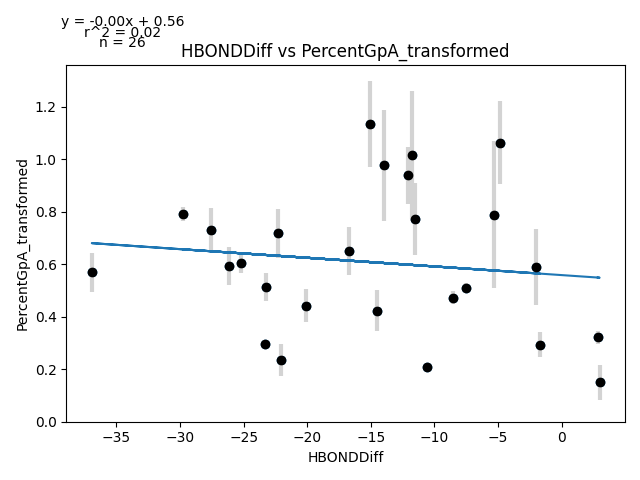 y = -0.00x + 0.56
r^2 = 0.02
n = 26
HBONDDiff vs PercentGpA_transformed
1.2
1.0
0.8
0.6
0.4
0.2
0.0
PercentGpA_transformed
−35
−30
−25
−20
−15
−10
−5
0
HBONDDiff